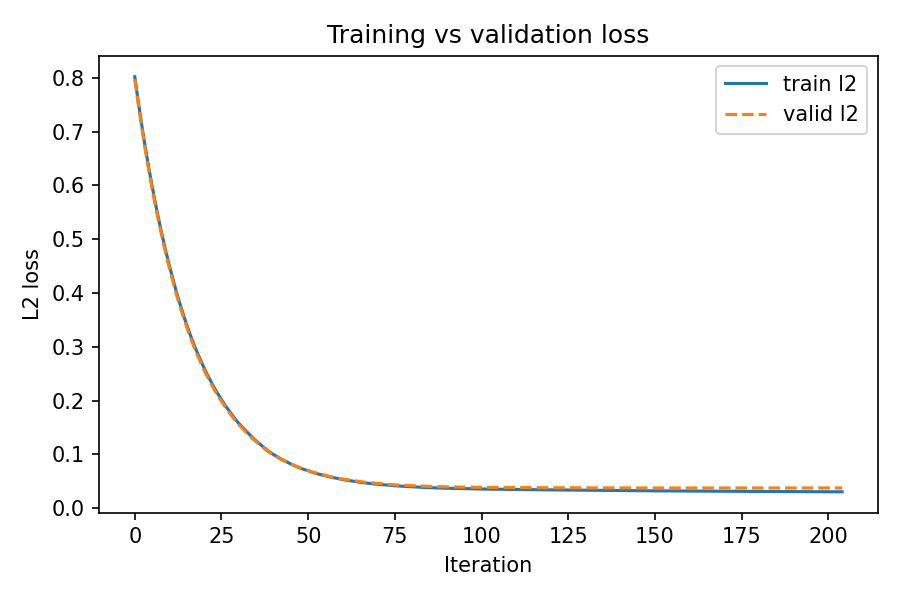 Training vs validation loss
train l2
valid l2
L2 loss
0.8
0.7
0.6
0.5
0.4
0.3
0.2
0.1
0.0
0 25 50 75 100 125 150 175 200
Iteration